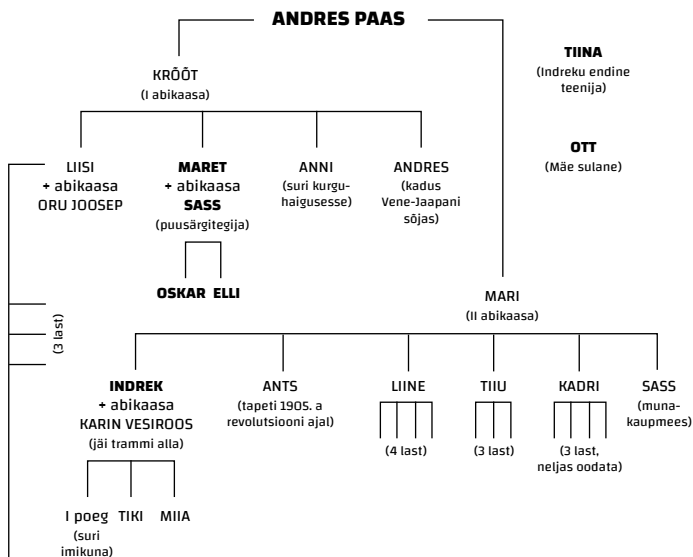 ANDRES PAAS
TIINA
(Indreku endine
teenija)
OTT
(Mäe sulane)
KRÕÕT
(I abikaasa)
LIISI
+ abikaasa
ORU JOOSEP
MARET
+ abikaasa
SASS
(puusärgitegija)
ANNI
(suri kurgu-
haigusesse)
ANDRES
(kadus
Vene-Jaapani
sõjas)
OSKAR ELLI
(3 last)
MARI
(II abikaasa)
INDREK
+ abikaasa
KARIN VESIROOS
(jäi trammi alla)
ANTS
(tapeti 1905. a
revolutsiooni ajal)
LIINE
(4 last)
TIIU
(3 last)
KADRI
(3 last,
neljas oodata)
SASS
(muna-
kaupmees)
I poeg
(suri
imikuna)
TIKI
MIIA